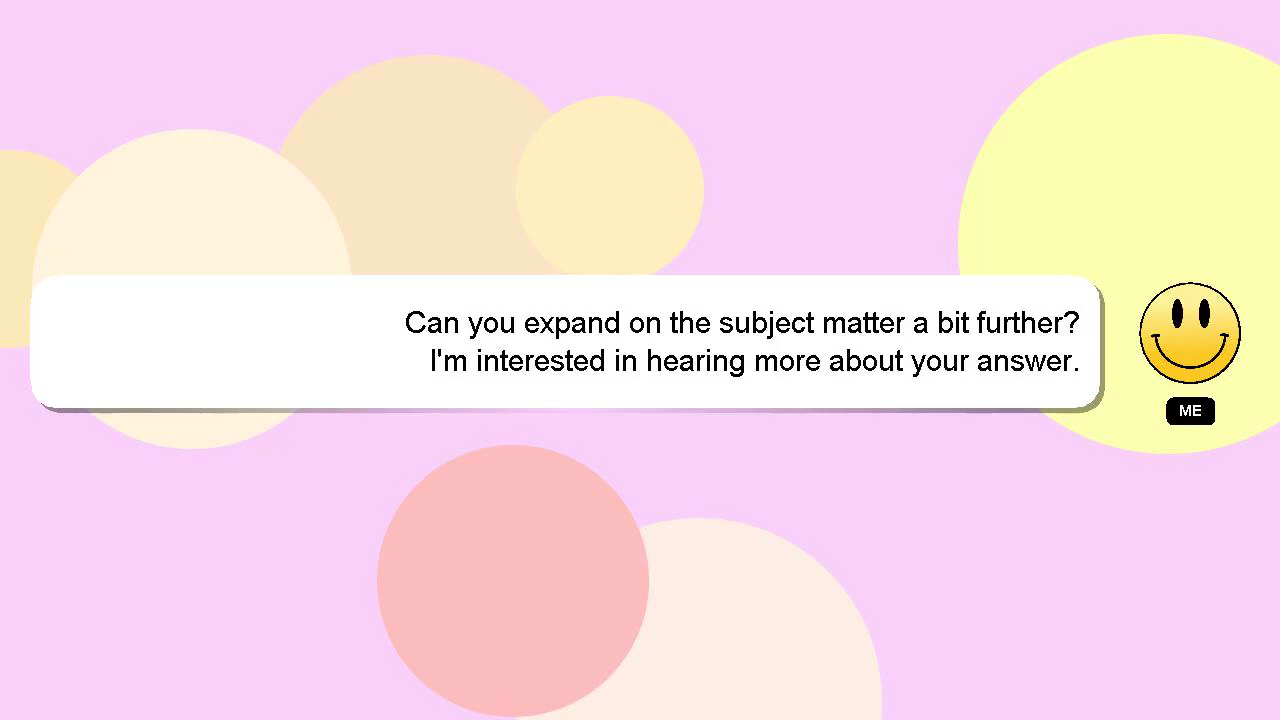 Can you expand on the subject matter a bit further?
I'm interested in hearing more about your answer.
ME